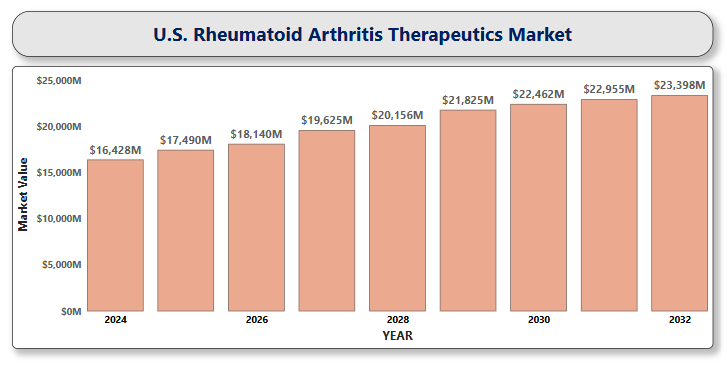 U.S. Rheumatoid Arthritis Therapeutics Market
$25,000M
$20,000M
$15,000M
$10,000M
$5,000M
$0M
Market Value
$16,428M
$17,490M
$18,140M
$19,625M
$20,156M
$21,825M
$22,462M
$22,955M
$23,398M
2024
2026
2028
2030
2032
YEAR